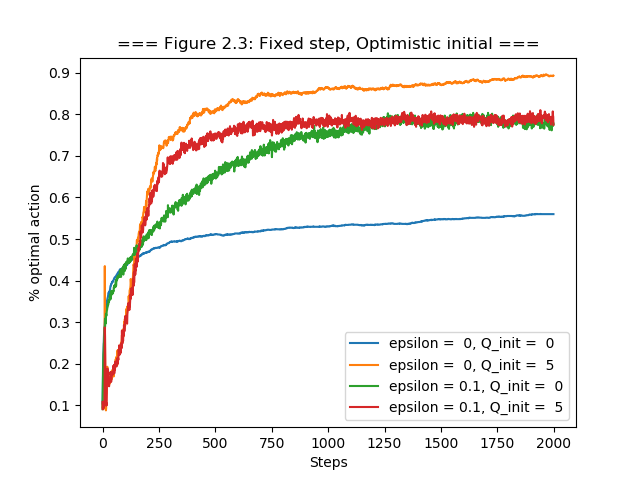 === Figure 2.3: Fixed step, Optimistic initial ===
0.9
0.8
0.7
0.6
0.5
0.4
0.3
0.2
0.1
% optimal action
epsilon =  0, Q_init =  0
epsilon =  0, Q_init =  5
epsilon = 0.1, Q_init =  0
epsilon = 0.1, Q_init =  5
0 250 500 750 1000 1250 1500 1750 2000
Steps